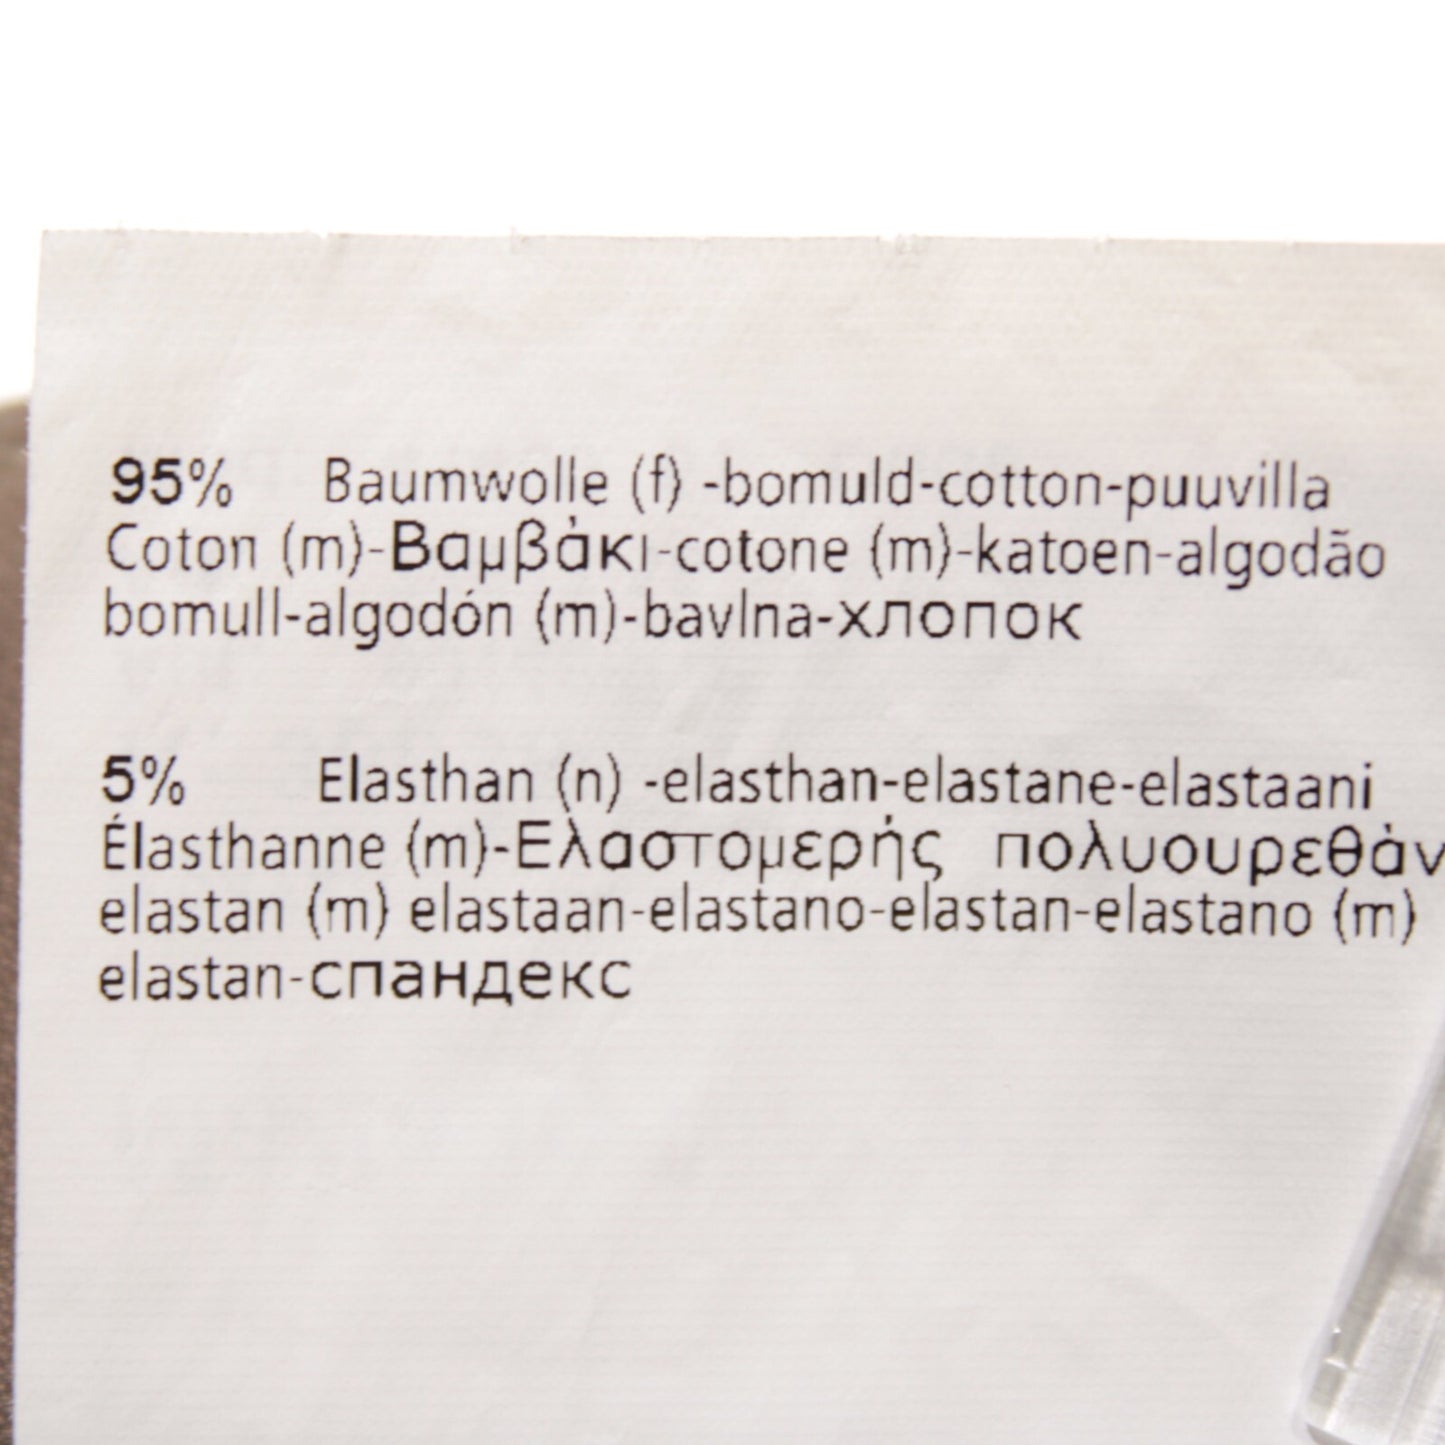 95% Baumwolle (f) -bomuld-cotton-puuvilla
Coton (m)-Βαμβάκι-cotone (m)-katoen-algodão
bomull-algodón (m)-bavlna-хлопок
5% Elasthan (n) -elasthan-elastane-elastaani
Élasthanne (m)-Ελαστομερής πολυουρεθάν
elastan (m) elastaan-elastano-elastan-elastano (m)
elastan-спандекс